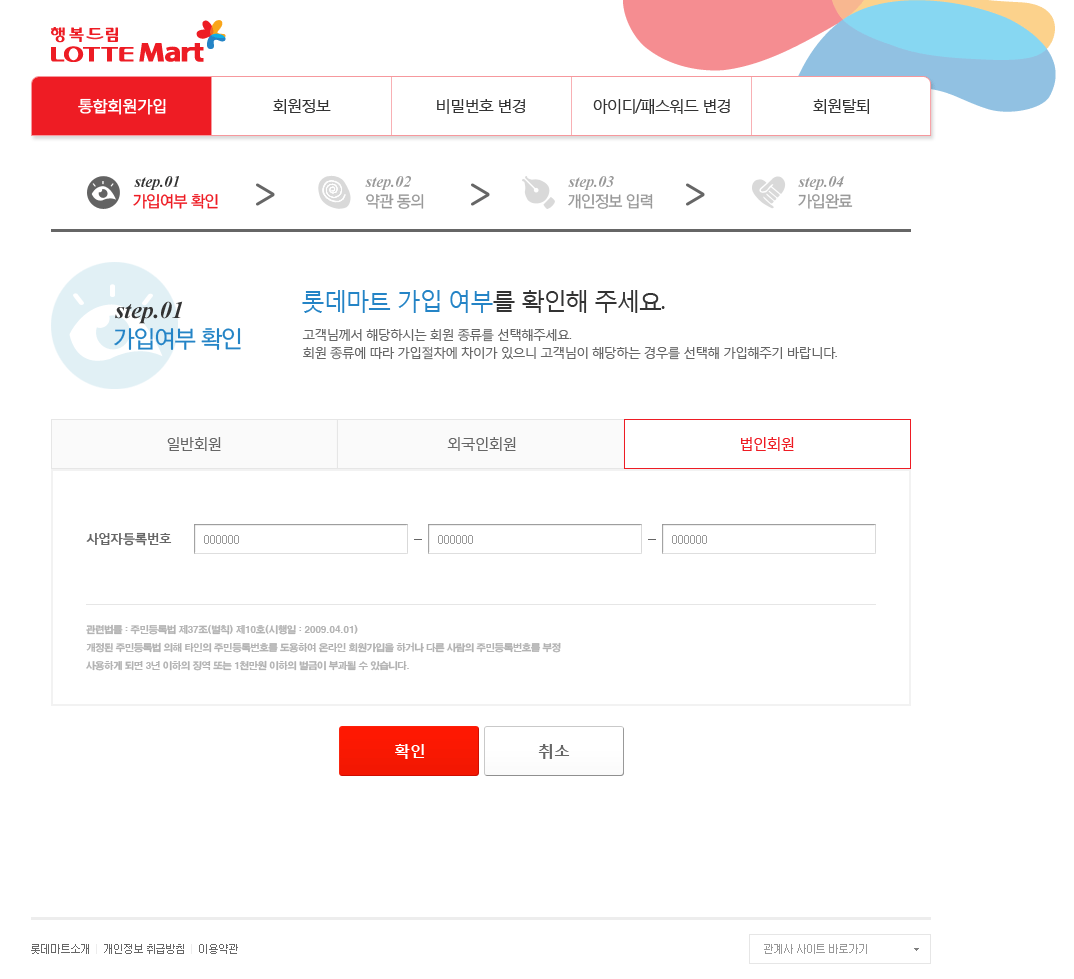 행복드림
LOTTE Mart
통합회원가입
회원정보
비밀번호 변경
아이디/패스워드 변경
회원탈퇴
step.01
가입여부 확인
>
step.02
약관 동의
>
step.03
개인정보 입력
>
step.04
가입완료
step.01
가입여부 확인
롯데마트 가입 여부를 확인해 주세요.
고객님께서 해당하시는 회원 종류를 선택해주세요.
회원 종류에 따라 가입절차에 차이가 있으니 고객님이 해당하는 경우를 선택해 가입해주기 바랍니다.
일반회원
외국인회원
법인회원
사업자등록번호 000000 – 000000 – 000000
관련법률 : 주민등록법 제37조(벌칙) 제10호(시행일 : 2009.04.01)
개정된 주민등록법 의해 타인의 주민등록번호를 도용하여 온라인 회원가입을 하거나 다른 사람의 주민등록번호를 부정
사용하게 되면 3년 이하의 징역 또는 1천만원 이하의 벌금이 부과될 수 있습니다.
확인
취소
롯데마트소개 | 개인정보 취급방침 | 이용약관
관계사 사이트 바로가기